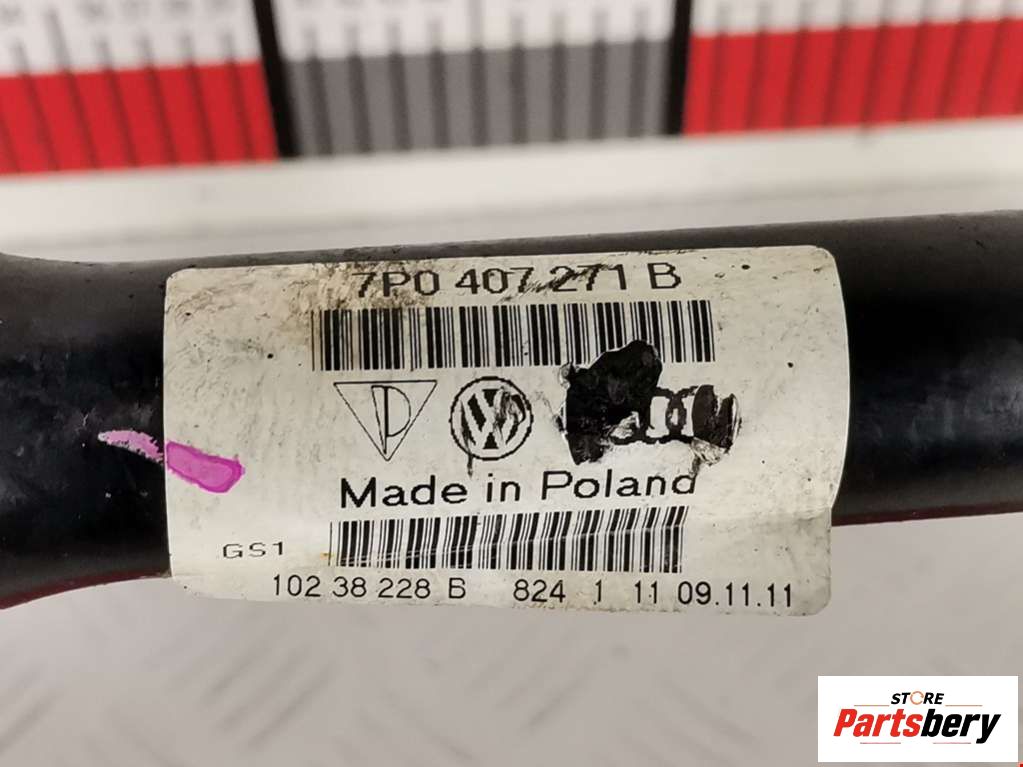 7P0 407 271 B
Made in Poland
GS1
102 38 228 B 824 1 11 09.11.11
STORE
Partsbery